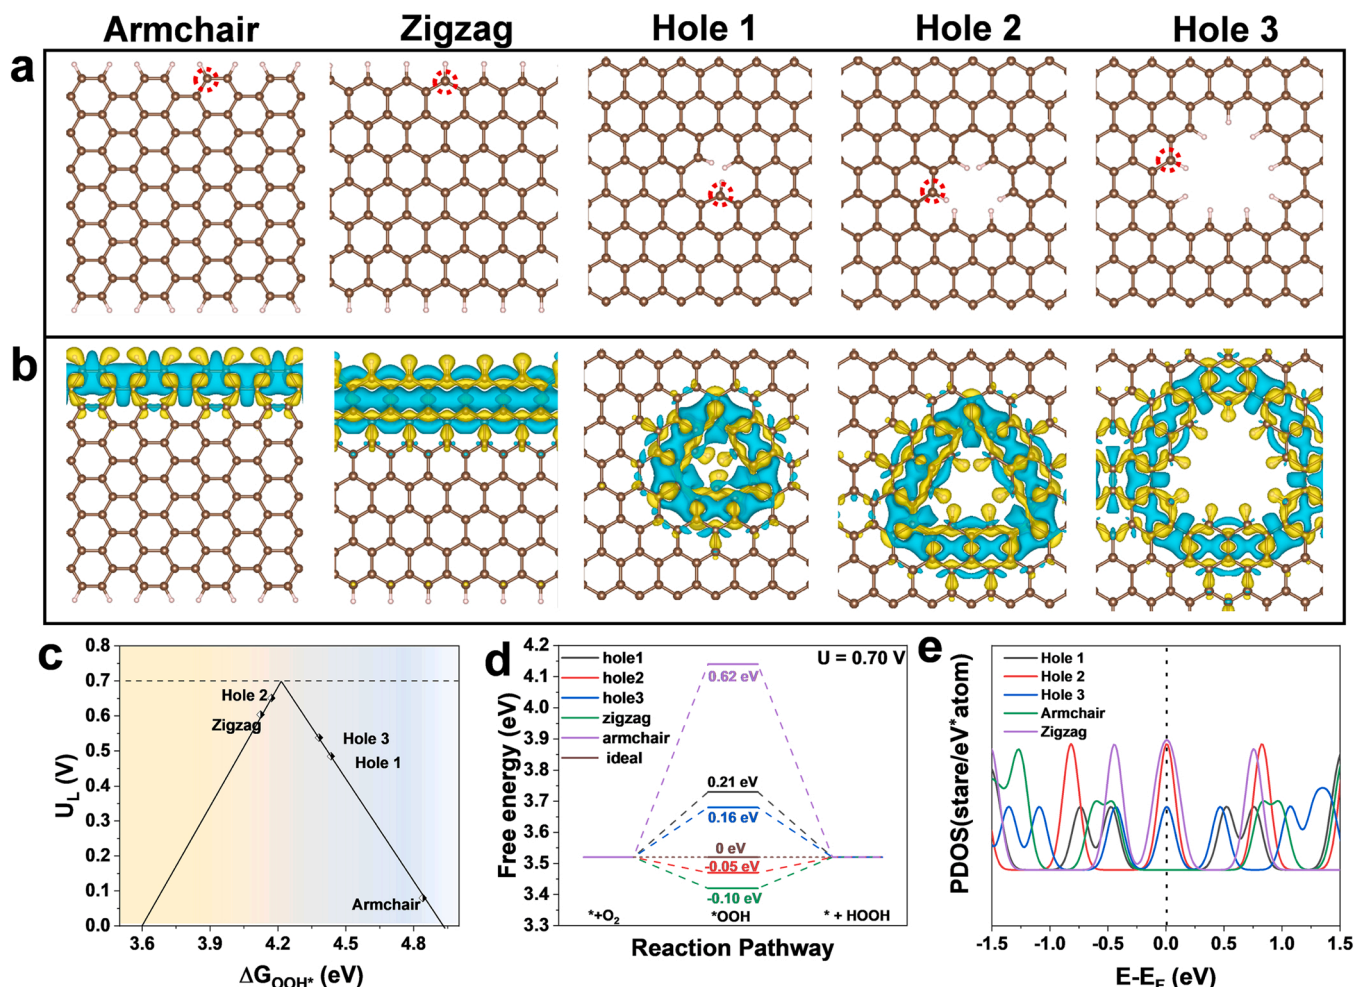 Armchair Zigzag Hole 1 Hole 2 Hole 3
a
b
c
0.8
0.7
0.6
0.5
0.4
0.3
0.2
0.1
0.0
U_L (V)
Hole 2
Zigzag
Hole 3
Hole 1
Armchair
3.6 3.9 4.2 4.5 4.8
ΔG_OOH* (eV)
d
4.2
4.1
4.0
3.9
3.8
3.7
3.6
3.5
3.4
3.3
Free energy (eV)
hole1
hole2
hole3
zigzag
armchair
ideal
U = 0.70 V
0.62 eV
0.21 eV
0.16 eV
0 eV
-0.05 eV
-0.10 eV
*+O₂ *OOH * + HOOH
Reaction Pathway
e
PDOS(stare/eV*atom)
Hole 1
Hole 2
Hole 3
Armchair
Zigzag
-1.5 -1.0 -0.5 0.0 0.5 1.0 1.5
E-E_F (eV)